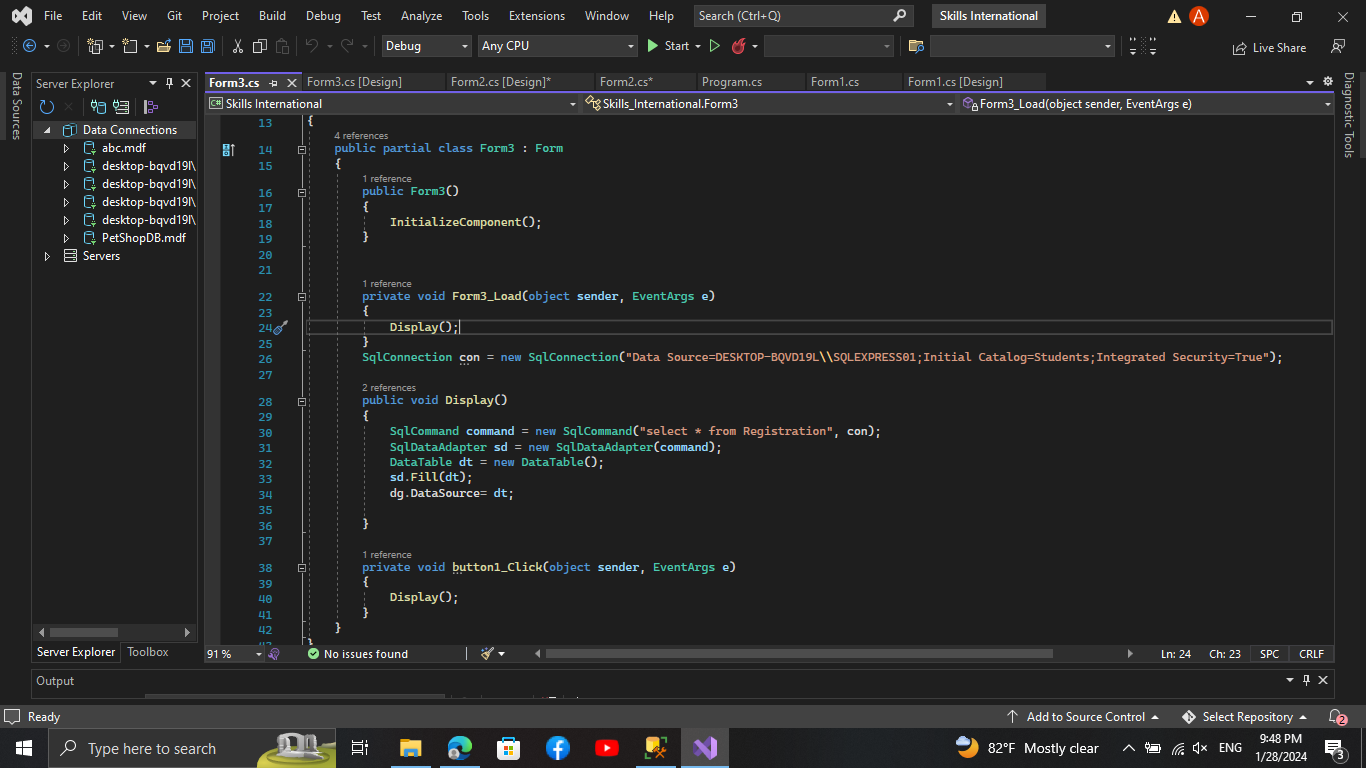 File Edit View Git Project Build Debug Test Analyze Tools Extensions Window Help Search (Ctrl+Q) Skills International A
Debug Any CPU Start Live Share
Data Sources
Server Explorer
Data Connections
abc.mdf
desktop-bqvd19l\
desktop-bqvd19l\
desktop-bqvd19l\
desktop-bqvd19l\
PetShopDB.mdf
Servers
Server Explorer Toolbox
Form3.cs Form3.cs [Design] Form2.cs [Design]* Form2.cs* Program.cs Form1.cs Form1.cs [Design]
C# Skills International Skills_International.Form3 Form3_Load(object sender, EventArgs e)
Diagnostic Tools
13 {
4 references
14 public partial class Form3 : Form
15 {
1 reference
16 public Form3()
17 {
18 InitializeComponent();
19 }
20
21
1 reference
22 private void Form3_Load(object sender, EventArgs e)
23 {
24 Display();
25 }
26 SqlConnection con = new SqlConnection("Data Source=DESKTOP-BQVD19L\\SQLEXPRESS01;Initial Catalog=Students;Integrated Security=True");
27
2 references
28 public void Display()
29 {
30 SqlCommand command = new SqlCommand("select * from Registration", con);
31 SqlDataAdapter sd = new SqlDataAdapter(command);
32 DataTable dt = new DataTable();
33 sd.Fill(dt);
34 dg.DataSource= dt;
35
36 }
37
1 reference
38 private void button1_Click(object sender, EventArgs e)
39 {
40 Display();
41 }
42 }
91 % No issues found Ln: 24 Ch: 23 SPC CRLF
Output
Ready Add to Source Control Select Repository 2
Type here to search 82°F Mostly clear ENG 9:48 PM
1/28/2024 3